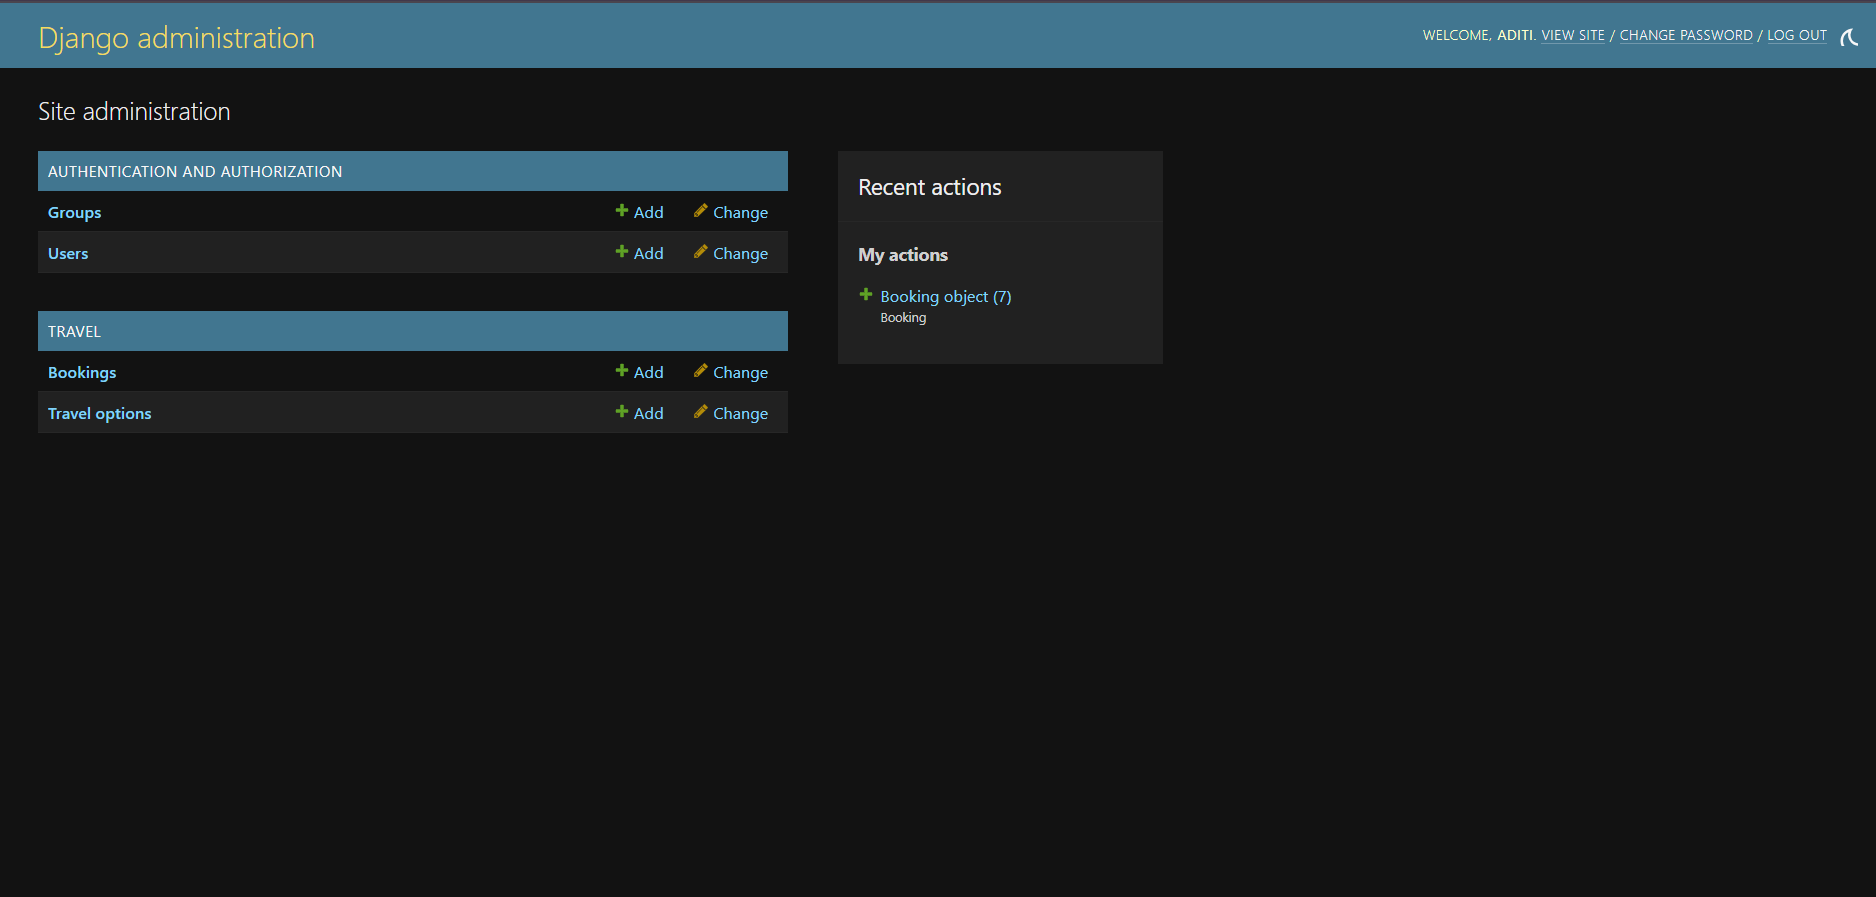 Django administration
WELCOME, ADITI. VIEW SITE / CHANGE PASSWORD / LOG OUT
Site administration
AUTHENTICATION AND AUTHORIZATION
Groups Add Change
Users Add Change
TRAVEL
Bookings Add Change
Travel options Add Change
Recent actions
My actions
Booking object (7)
Booking